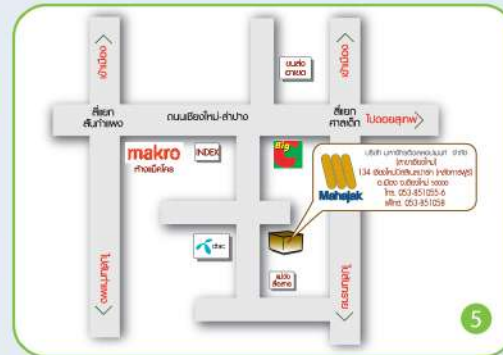 เข้าเมือง
ขนส่ง
อาเขต
เข้าเมือง
สี่แยก
สันกำแพง
ถนนเชียงใหม่-ลำปาง
สี่แยก
ศาลเด็ก
ไปดอยสุเทพ
makro
ห้างแม็คโคร
INDEX
Big C
บริษัท มหาจักรดีเวลอปเมนท์ จำกัด
(สาขาเชียงใหม่)
Mahajak
134 เชียงใหม่บิสซิเนสปาร์ค (หลังคาร์ฟูร์)
อ.เมือง จ.เชียงใหม่ 50000
โทร. 053-851055-6
แฟ็กซ์. 053-851058
dtac
ไปสันกำแพง
ไปสันทราย
5